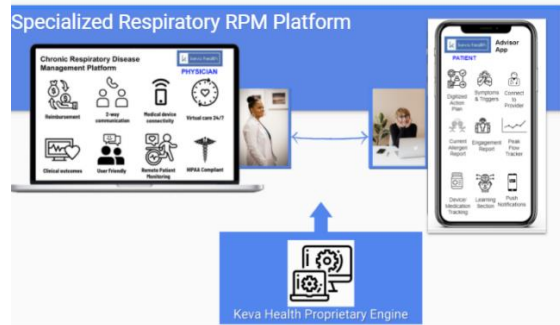 Specialized Respiratory RPM Platform
Chronic Respiratory Disease
Management Platform
keva health
PHYSICIAN
Reimbursement
2-way
communication
Medical device
connectivity
Virtual care 24/7
Clinical outcomes
User Friendly
Remote Patient
Monitoring
HIPAA Compliant
keva health
Advisor
App
PATIENT
Digitized
Action
Plan
Symptoms
& Triggers
Connect
to
Provider
Current
Allergen
Report
Engagement
Report
Peak
Flow
Tracker
Device/
Medication
Tracking
Learning
Section
Push
Notifications
Keva Health Proprietary Engine